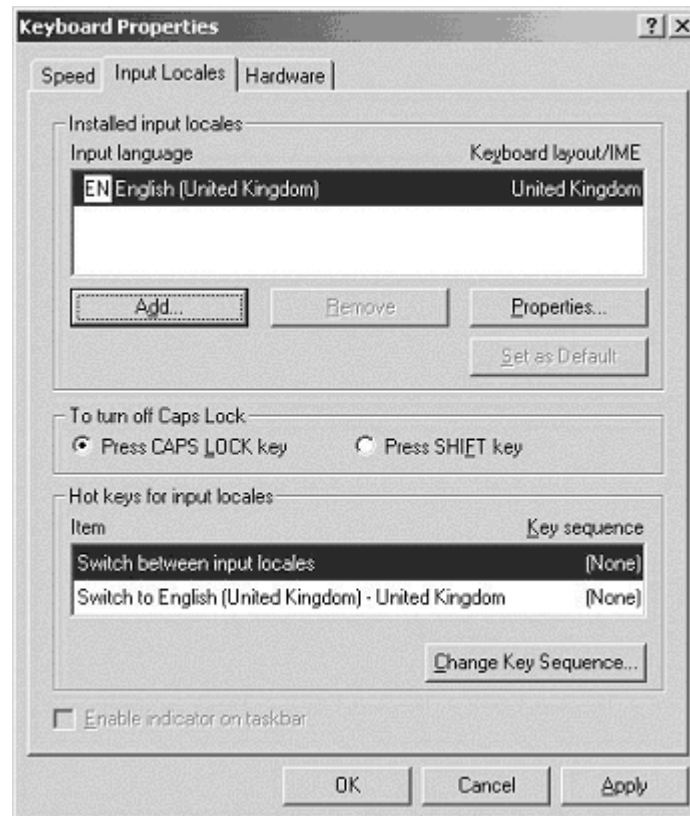 Keyboard Properties
Speed Input Locales Hardware
Installed input locales
Input language Keyboard layout/IME
EN English (United Kingdom) United Kingdom
Add... Remove Properties...
Set as Default
To turn off Caps Lock
Press CAPS LOCK key Press SHIFT key
Hot keys for input locales
Item Key sequence
Switch between input locales (None)
Switch to English (United Kingdom) - United Kingdom (None)
Change Key Sequence...
Enable indicator on taskbar
OK Cancel Apply